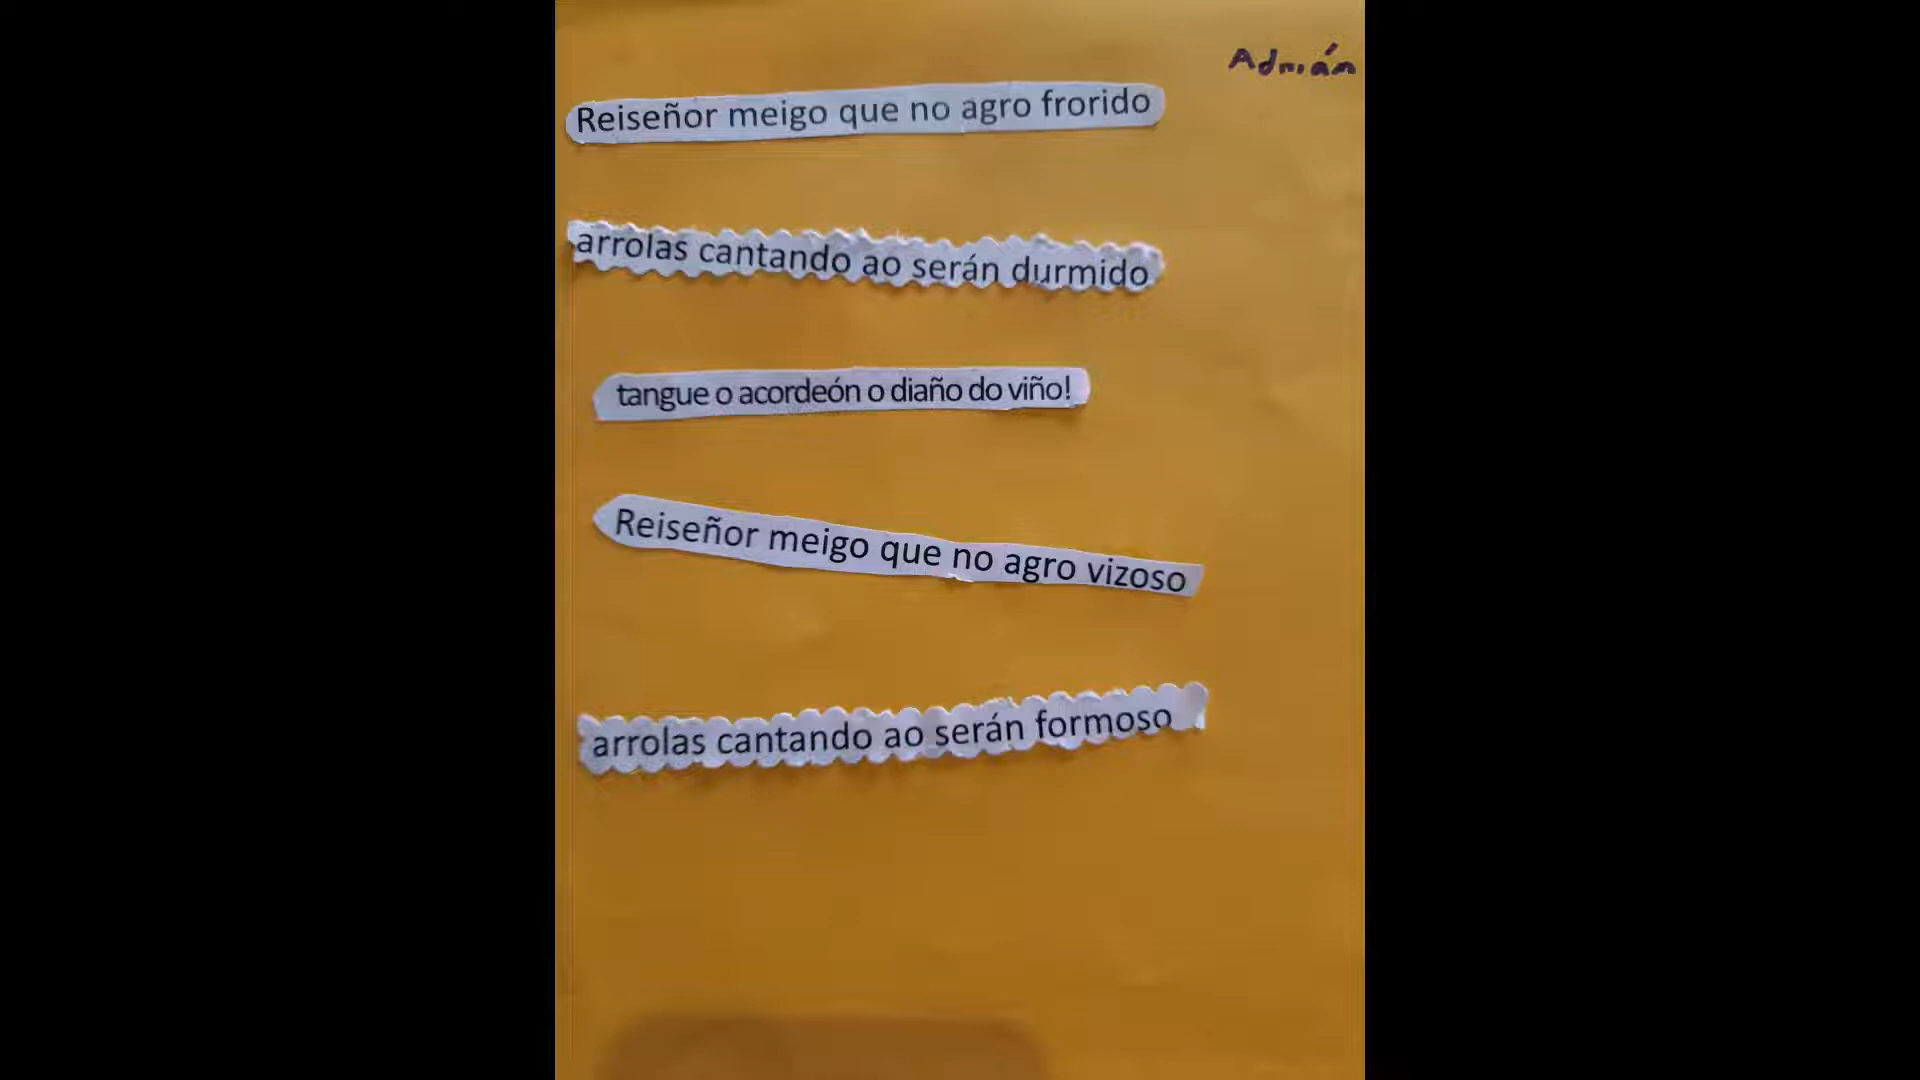 Adrián
Reiseñor meigo que no agro frorido
arrolas cantando ao serán durmido
tangue o acordeón o diaño do viño!
Reiseñor meigo que no agro vizoso
arrolas cantando ao serán formoso